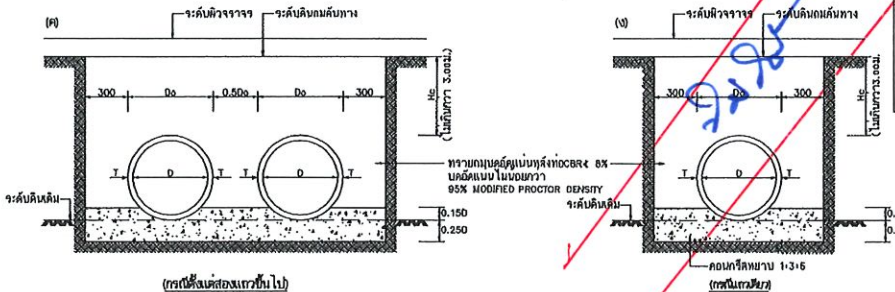 (ค)
ระดับผิวจราจร
ระดับดินถมคันทาง
300
Do
0.5Do
300
Hc
(ไม่เกินกว่า 3.00ม.)
T
D
T
T
D
T
ระดับดินเดิม
0.15D
0.25D
(กรณีตั้งแต่สองแถวขึ้นไป)
ทรายถมบดอัดแน่นหลังท่อCBR≮ 8%
บดอัดแน่นไม่น้อยกว่า
95% MODIFIED PROCTOR DENSITY
(ง)
ระดับผิวจราจร
ระดับดินถมคันทาง
300
Do
300
Hc
(ไม่เกินกว่า3.00ม.)
T
D
T
ระดับดินเดิม
0.
0.
คอนกรีตหยาบ 1:3:6
(กรณีแถวเดียว)